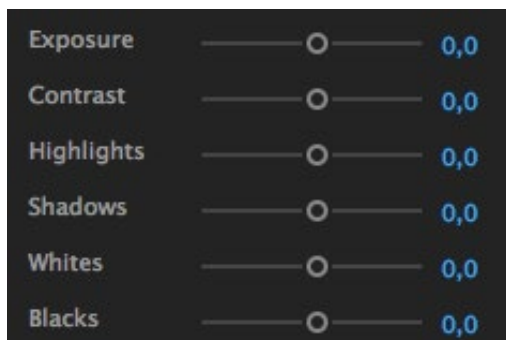 Exposure 0,0
Contrast 0,0
Highlights 0,0
Shadows 0,0
Whites 0,0
Blacks 0,0